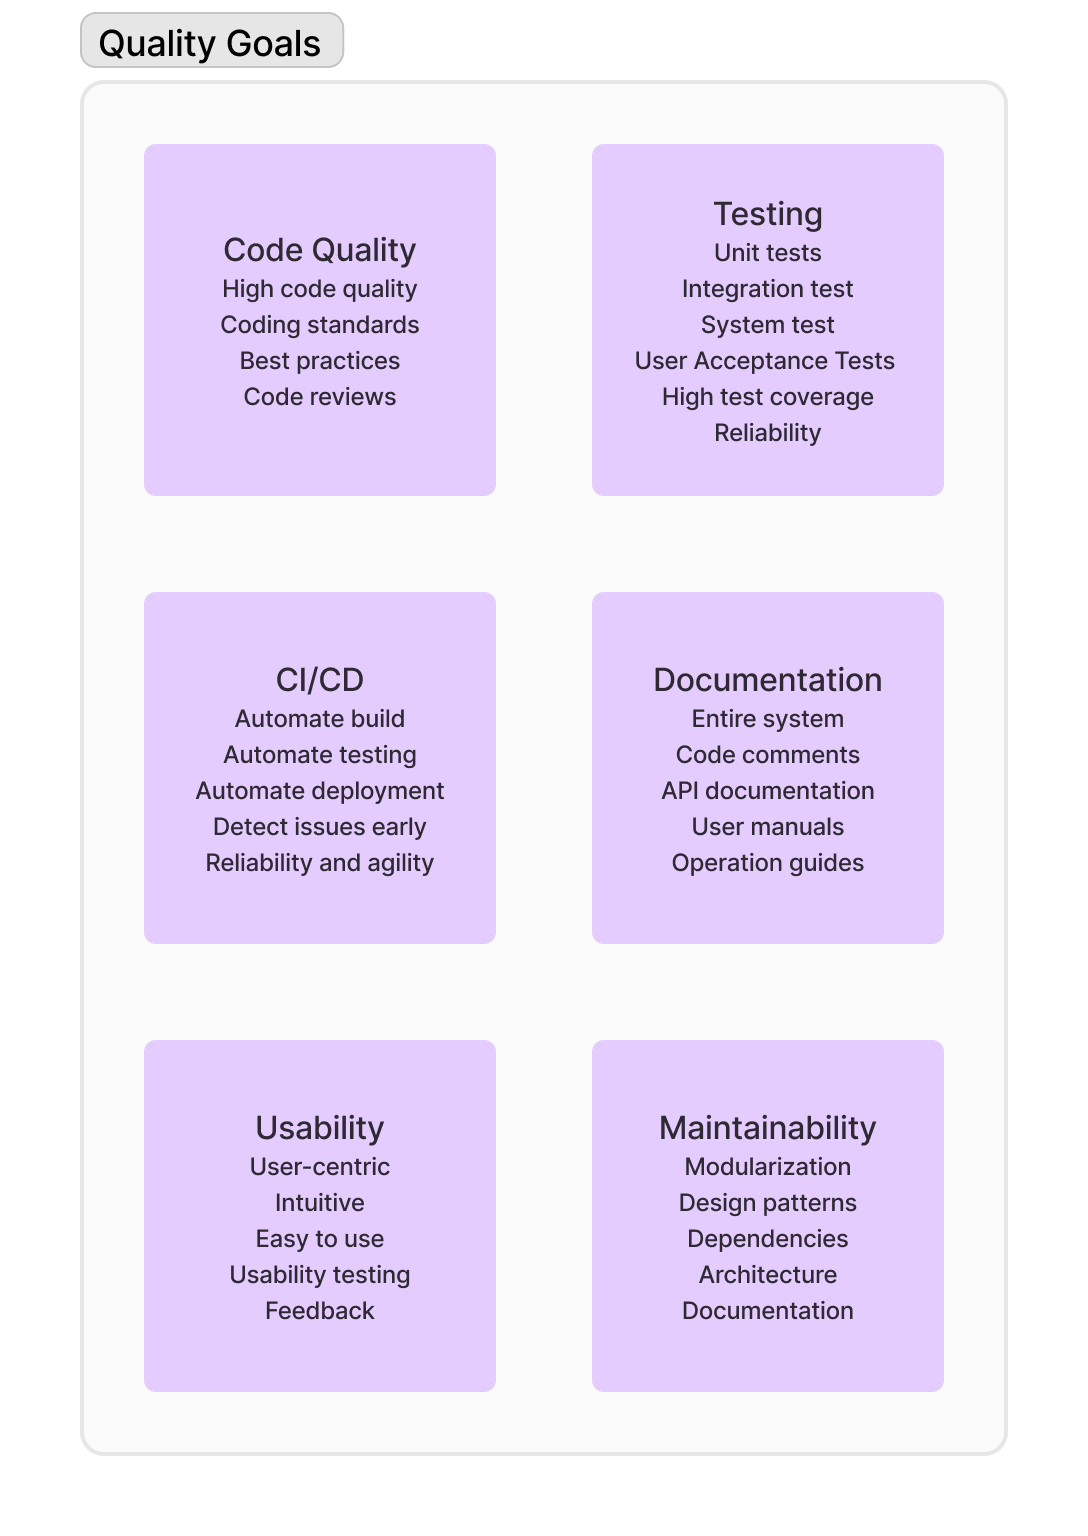 Quality Goals
Code Quality
High code quality
Coding standards
Best practices
Code reviews
Testing
Unit tests
Integration test
System test
User Acceptance Tests
High test coverage
Reliability
CI/CD
Automate build
Automate testing
Automate deployment
Detect issues early
Reliability and agility
Documentation
Entire system
Code comments
API documentation
User manuals
Operation guides
Usability
User-centric
Intuitive
Easy to use
Usability testing
Feedback
Maintainability
Modularization
Design patterns
Dependencies
Architecture
Documentation